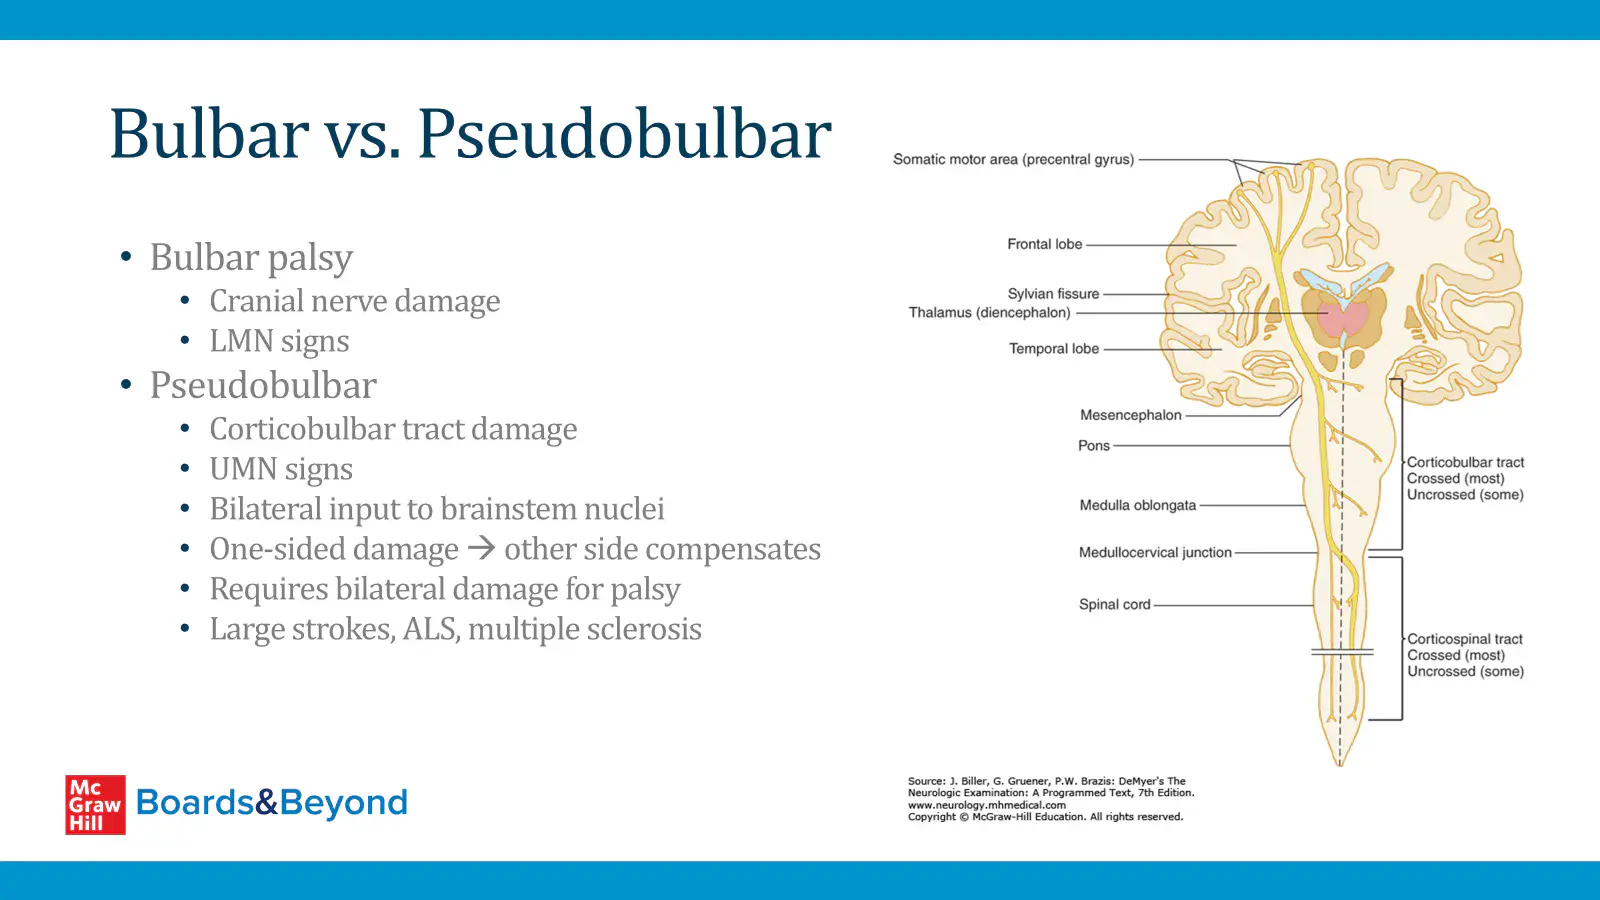 Bulbar vs. Pseudobulbar
• Bulbar palsy
• Cranial nerve damage
• LMN signs
• Pseudobulbar
• Corticobulbar tract damage
• UMN signs
• Bilateral input to brainstem nuclei
• One-sided damage → other side compensates
• Requires bilateral damage for palsy
• Large strokes, ALS, multiple sclerosis
Somatic motor area (precentral gyrus)
Frontal lobe
Sylvian fissure
Thalamus (diencephalon)
Temporal lobe
Mesencephalon
Pons
Medulla oblongata
Medullocervical junction
Spinal cord
Corticobulbar tract
Crossed (most)
Uncrossed (some)
Corticospinal tract
Crossed (most)
Uncrossed (some)
Source: J. Biller, G. Gruener, P.W. Brazis: DeMyer's The
Neurologic Examination: A Programmed Text, 7th Edition.
www.neurology.mhmedical.com
Copyright © McGraw-Hill Education. All rights reserved.
Mc
Graw
Hill
Boards&Beyond